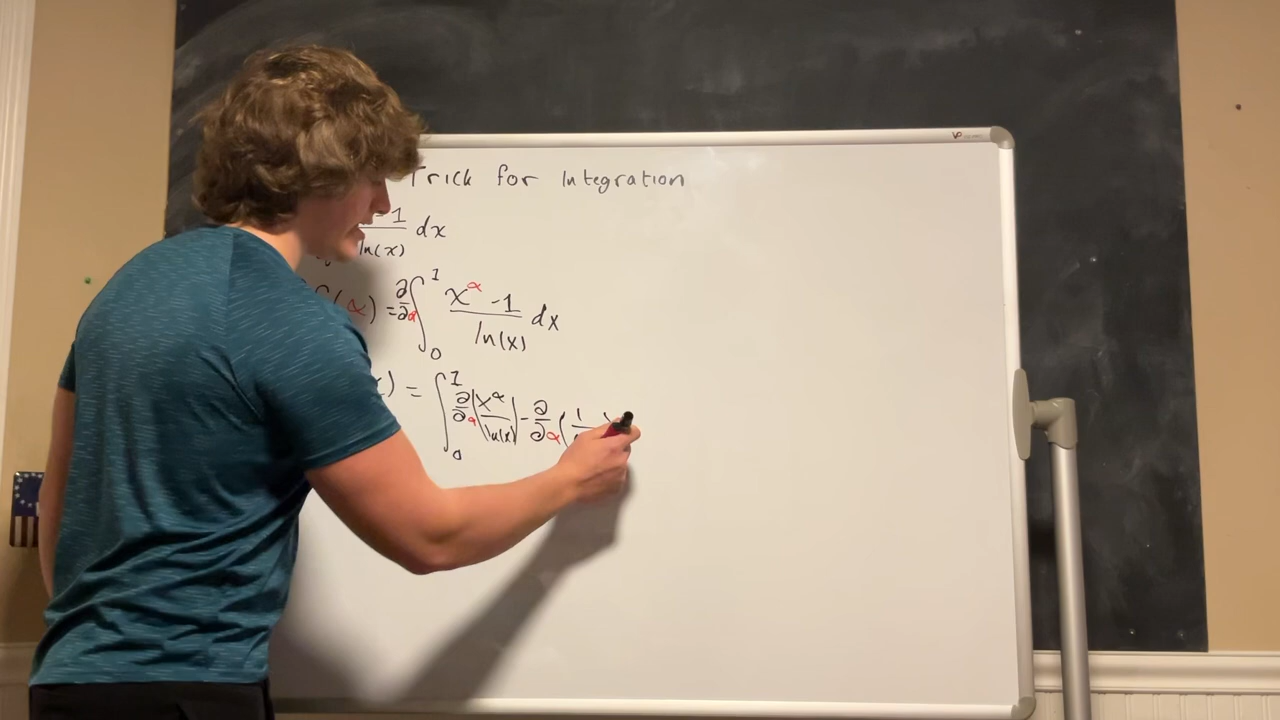 Trick for Integration
-1 / ln(x) dx
(α) = ∂/∂α ∫₀¹ (x^α - 1)/ln(x) dx
) = ∫₀¹ ∂/∂α (x^α/ln(x)) - ∂/∂α (1/